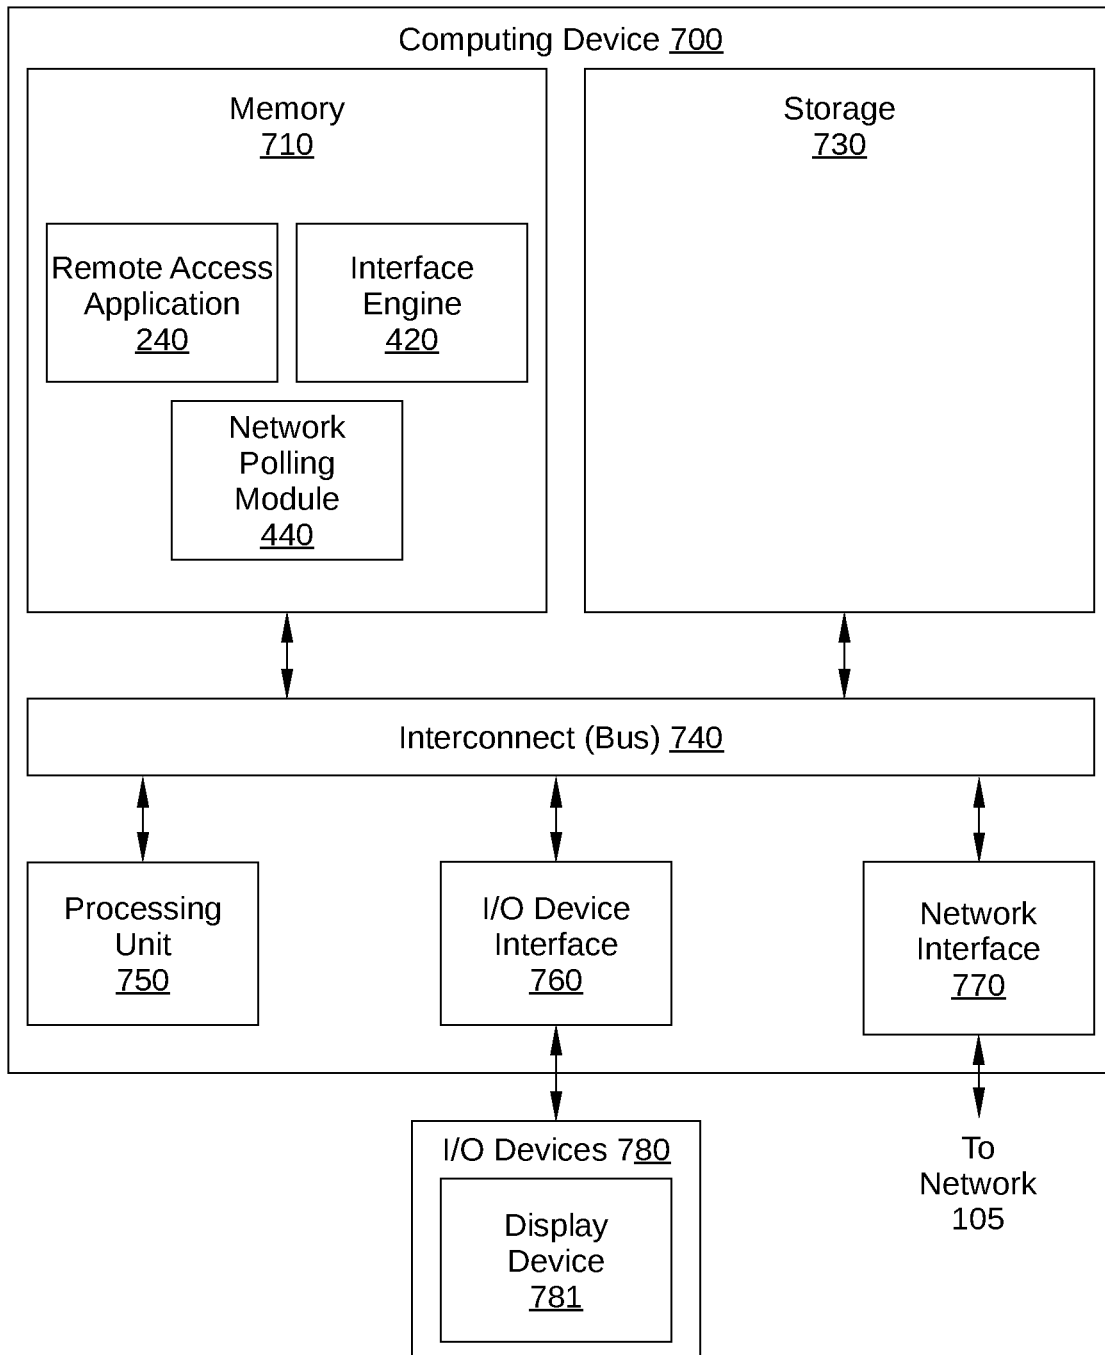 Computing Device 700
Memory
710
Storage
730
Remote Access
Application
240
Interface
Engine
420
Network
Polling
Module
440
Interconnect (Bus) 740
Processing
Unit
750
I/O Device
Interface
760
Network
Interface
770
I/O Devices 780
Display
Device
781
To
Network
105